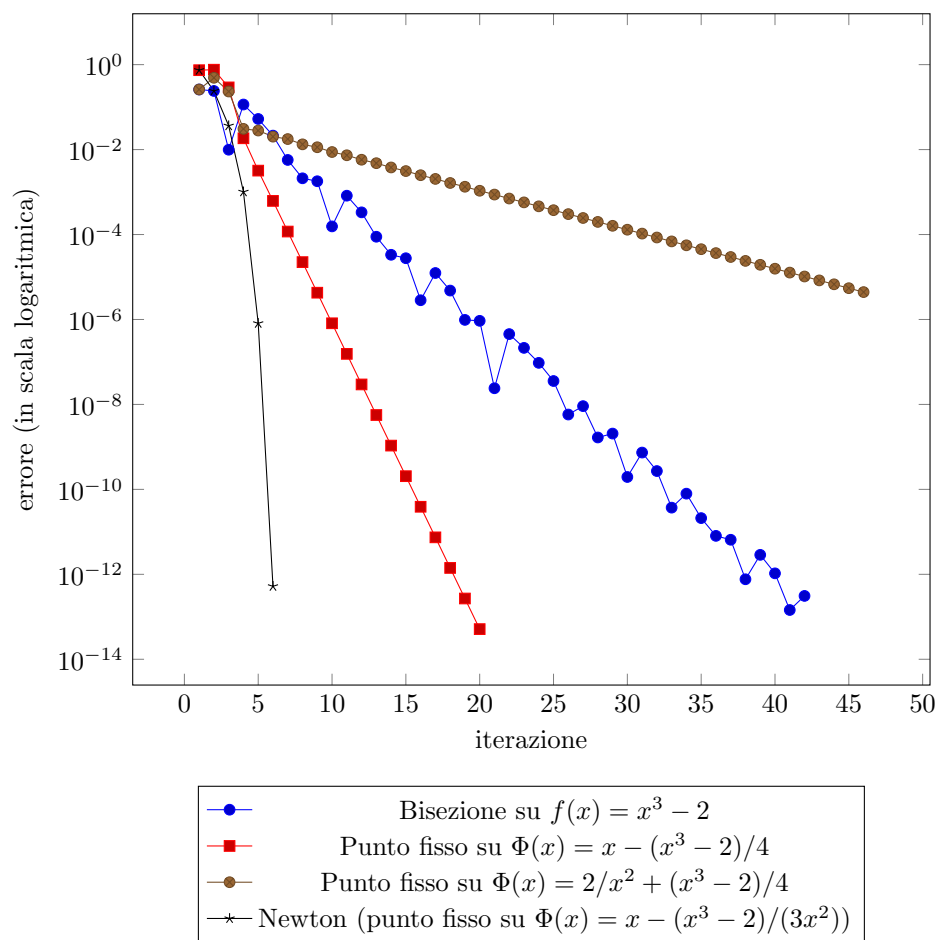 10^0
10^{-2}
10^{-4}
10^{-6}
10^{-8}
10^{-10}
10^{-12}
10^{-14}
errore (in scala logaritmica)
0 5 10 15 20 25 30 35 40 45 50
iterazione
Bisezione su f(x) = x^3 − 2
Punto fisso su Φ(x) = x − (x^3 − 2)/4
Punto fisso su Φ(x) = 2/x^2 + (x^3 − 2)/4
Newton (punto fisso su Φ(x) = x − (x^3 − 2)/(3x^2))